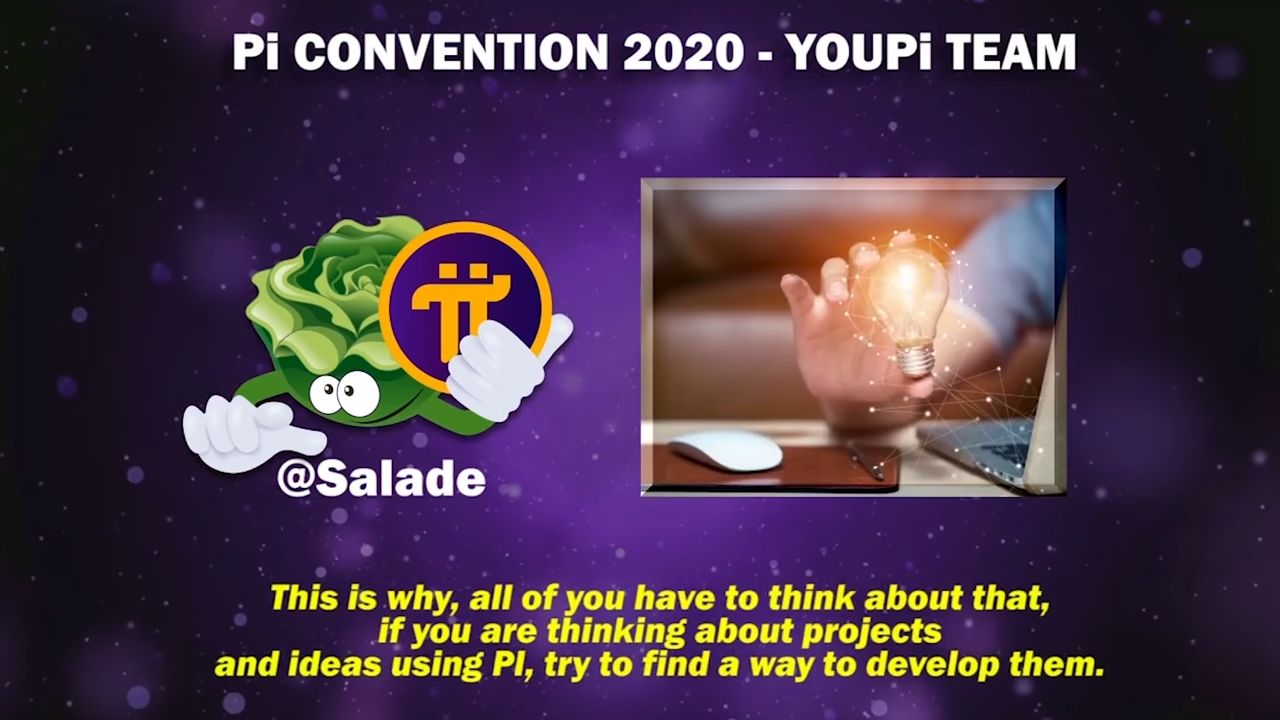 Pi CONVENTION 2020 - YOUPi TEAM
@Salade
This is why, all of you have to think about that,
if you are thinking about projects
and ideas using PI, try to find a way to develop them.